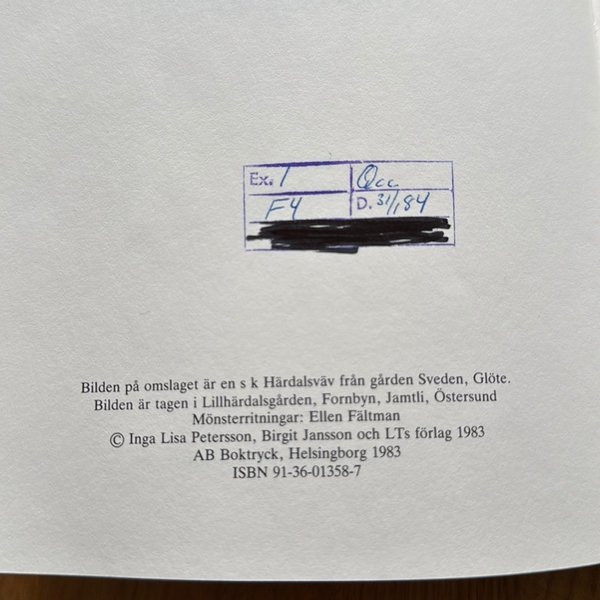 Ex. 1 Qcc
F4 D. 31/1 84
Bilden på omslaget är en s k Härdalsväv från gården Sveden, Glöte.
Bilden är tagen i Lillhärdalsgården, Fornbyn, Jamtli, Östersund
Mönsterritningar: Ellen Fältman
© Inga Lisa Petersson, Birgit Jansson och LTs förlag 1983
AB Boktryck, Helsingborg 1983
ISBN 91-36-01358-7